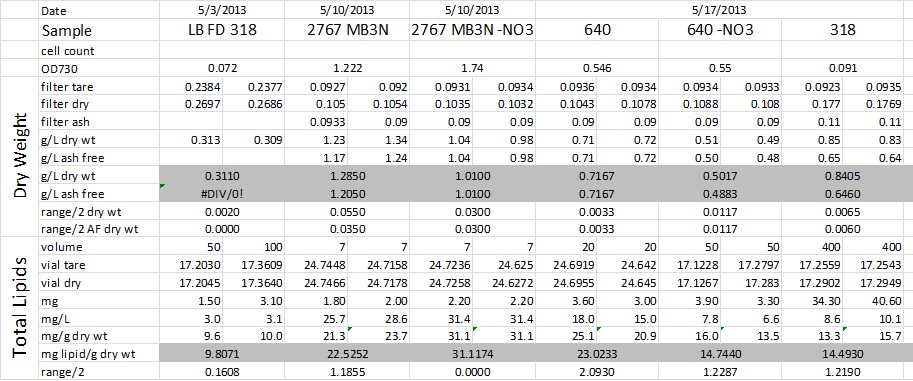 Date 5/3/2013 5/10/2013 5/10/2013 5/17/2013
Sample LB FD 318 2767 MB3N 2767 MB3N -NO3 640 640 -NO3 318
cell count
OD730 0.072 1.222 1.74 0.546 0.55 0.091
Dry Weight
filter tare 0.2384 0.2377 0.0927 0.092 0.0931 0.0934 0.0936 0.0934 0.0934 0.0933 0.0923 0.0935
filter dry 0.2697 0.2686 0.105 0.1054 0.1035 0.1032 0.1043 0.1078 0.1088 0.108 0.177 0.1769
filter ash 0.0933 0.09 0.09 0.09 0.09 0.09 0.09 0.09 0.11 0.11
g/L dry wt 0.313 0.309 1.23 1.34 1.04 0.98 0.71 0.72 0.51 0.49 0.85 0.83
g/L ash free 1.17 1.24 1.04 0.98 0.71 0.72 0.50 0.48 0.65 0.64
g/L dry wt 0.3110 1.2850 1.0100 0.7167 0.5017 0.8405
g/L ash free #DIV/0! 1.2050 1.0100 0.7167 0.4883 0.6460
range/2 dry wt 0.0020 0.0550 0.0300 0.0033 0.0117 0.0065
range/2 AF dry wt 0.0000 0.0350 0.0300 0.0033 0.0117 0.0060
Total Lipids
volume 50 100 7 7 7 7 20 20 50 50 400 400
vial tare 17.2030 17.3609 24.7448 24.7158 24.7236 24.625 24.6919 24.642 17.1228 17.2797 17.2559 17.2543
vial dry 17.2045 17.3640 24.7466 24.7178 24.7258 24.6272 24.6955 24.6450 17.1267 17.283 17.2902 17.2949
mg 1.50 3.10 1.80 2.00 2.20 2.20 3.60 3.00 3.90 3.30 34.30 40.60
mg/L 3.0 3.1 25.7 28.6 31.4 31.4 18.0 15.0 7.8 6.6 8.6 10.1
mg/g dry wt 9.6 10.0 21.3 23.7 31.1 31.1 25.1 20.9 16.0 13.5 13.3 15.7
mg lipid/g dry wt 9.8071 22.5252 31.1174 23.0233 14.7440 14.4930
range/2 0.1608 1.1855 0.0000 2.0930 1.2287 1.2190